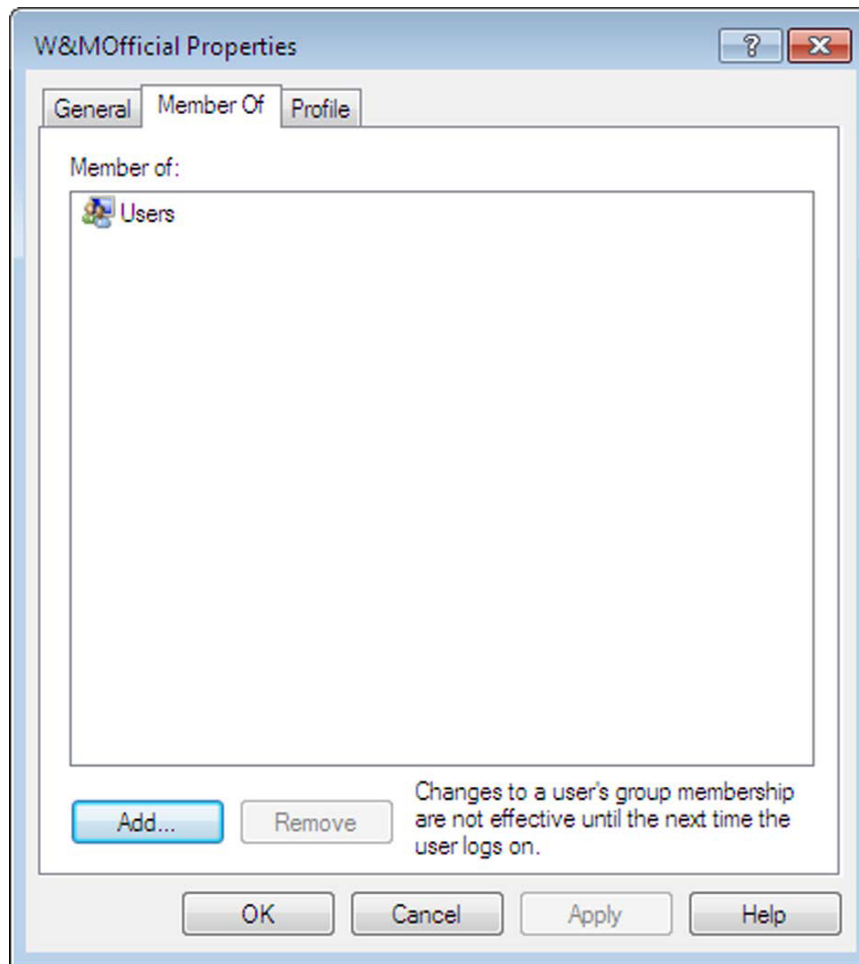 W&MOfficial Properties
General Member Of Profile
Member of:
Users
Add... Remove
Changes to a user's group membership
are not effective until the next time the
user logs on.
OK Cancel Apply Help